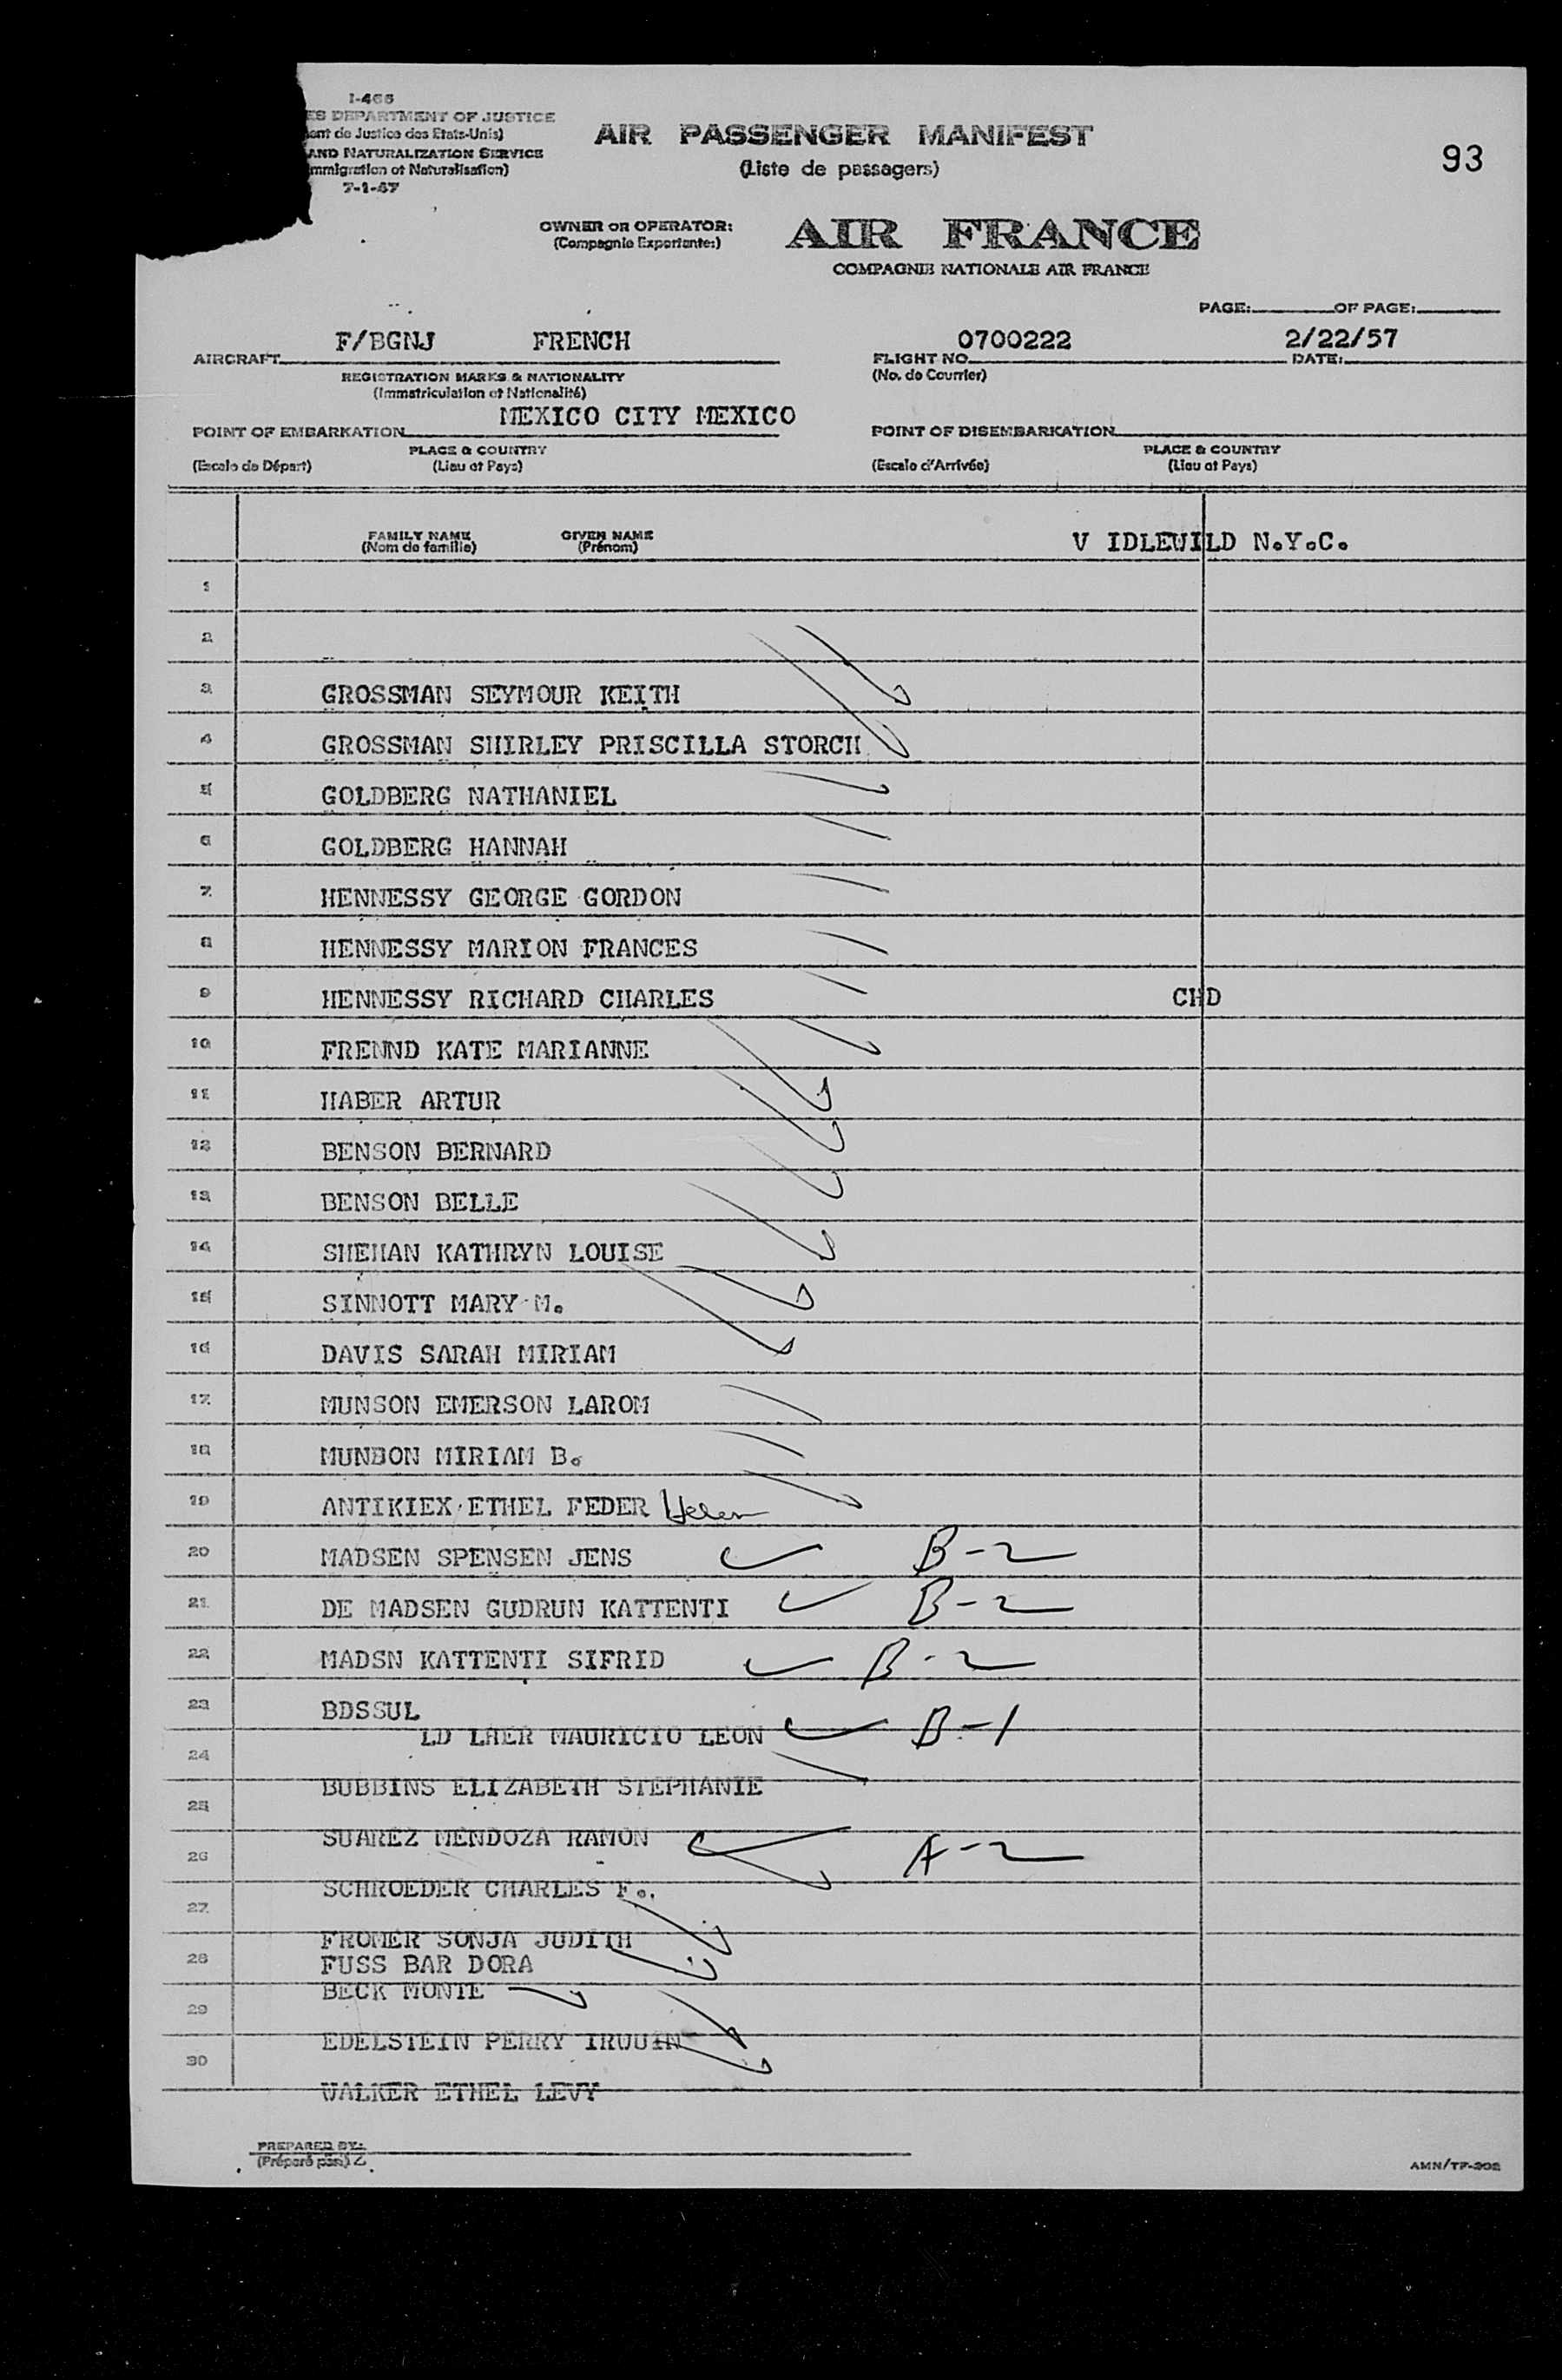 I-466
ES DEPARTMENT OF JUSTICE
ent de Justice des Etats-Unis)
AND NATURALIZATION SERVICE
mmigration et Naturalisation)
7-1-57
AIR PASSENGER MANIFEST
(Liste de passagers)
93
OWNER OR OPERATOR:
(Compagnie Exportante:)
AIR FRANCE
COMPAGNIE NATIONALE AIR FRANCE
PAGE: OF PAGE:
AIRCRAFT F/BGNJ FRENCH
REGISTRATION MARKS & NATIONALITY
(Immatriculation et Nationalité)
FLIGHT NO. 0700222 DATE: 2/22/57
(No. de Courrier)
POINT OF EMBARKATION MEXICO CITY MEXICO
PLACE & COUNTRY
(Escale de Départ) (Lieu et Pays)
POINT OF DISEMBARKATION
PLACE & COUNTRY
(Escale d'Arrivée) (Lieu et Pays)
FAMILY NAME GIVEN NAME
(Nom de famille) (Prénom)
V IDLEWILD N.Y.C.
1
2
3 GROSSMAN SEYMOUR KEITH
4 GROSSMAN SHIRLEY PRISCILLA STORCH
5 GOLDBERG NATHANIEL
6 GOLDBERG HANNAH
7 HENNESSY GEORGE GORDON
8 HENNESSY MARION FRANCES
9 HENNESSY RICHARD CHARLES CHD
10 FRENND KATE MARIANNE
11 HABER ARTUR
12 BENSON BERNARD
13 BENSON BELLE
14 SHEHAN KATHRYN LOUISE
15 SINNOTT MARY M.
16 DAVIS SARAH MIRIAM
17 MUNSON EMERSON LAROM
18 MUNBON MIRIAM B.
19 ANTIKIEX ETHEL FEDER Helen
20 MADSEN SPENSEN JENS B-2
21 DE MADSEN GUDRUN KATTENTI B-2
22 MADSN KATTENTI SIFRID B-2
23 BDSSUL
LD LHER MAURICIO LEON B-1
24
BUBBINS ELIZABETH STEPHANIE
25
SUAREZ MENDOZA RAMON A-2
26
SCHROEDER CHARLES F.
27
FROMER SONJA JUDITH
28 FUSS BAR DORA
BECK MONTE
29
EDELSTEIN PERRY IRWUIN
30
WALKER ETHEL LEVY
PREPARED BY:
(Préparé par:)
AMN/TF-202